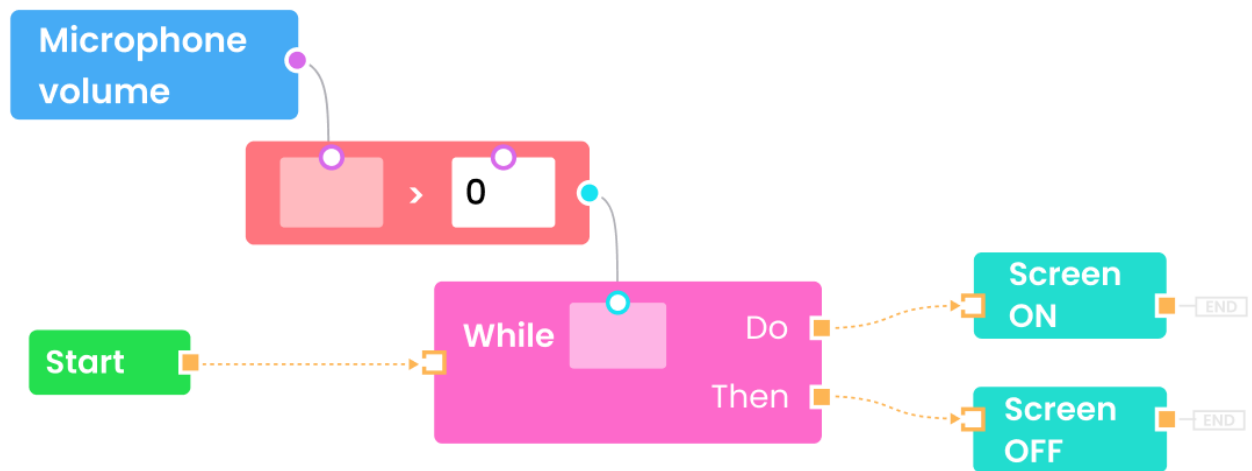 Microphone
volume
> 0
While
Do
Then
Start
Screen
ON
END
Screen
OFF
END